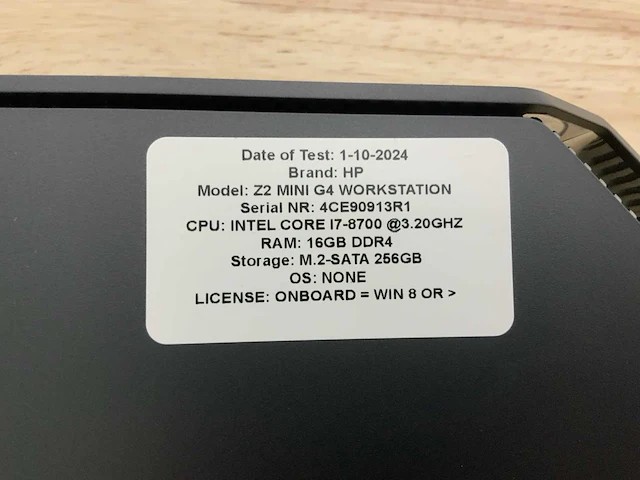 Date of Test: 1-10-2024
Brand: HP
Model: Z2 MINI G4 WORKSTATION
Serial NR: 4CE90913R1
CPU: INTEL CORE I7-8700 @3.20GHZ
RAM: 16GB DDR4
Storage: M.2-SATA 256GB
OS: NONE
LICENSE: ONBOARD = WIN 8 OR >